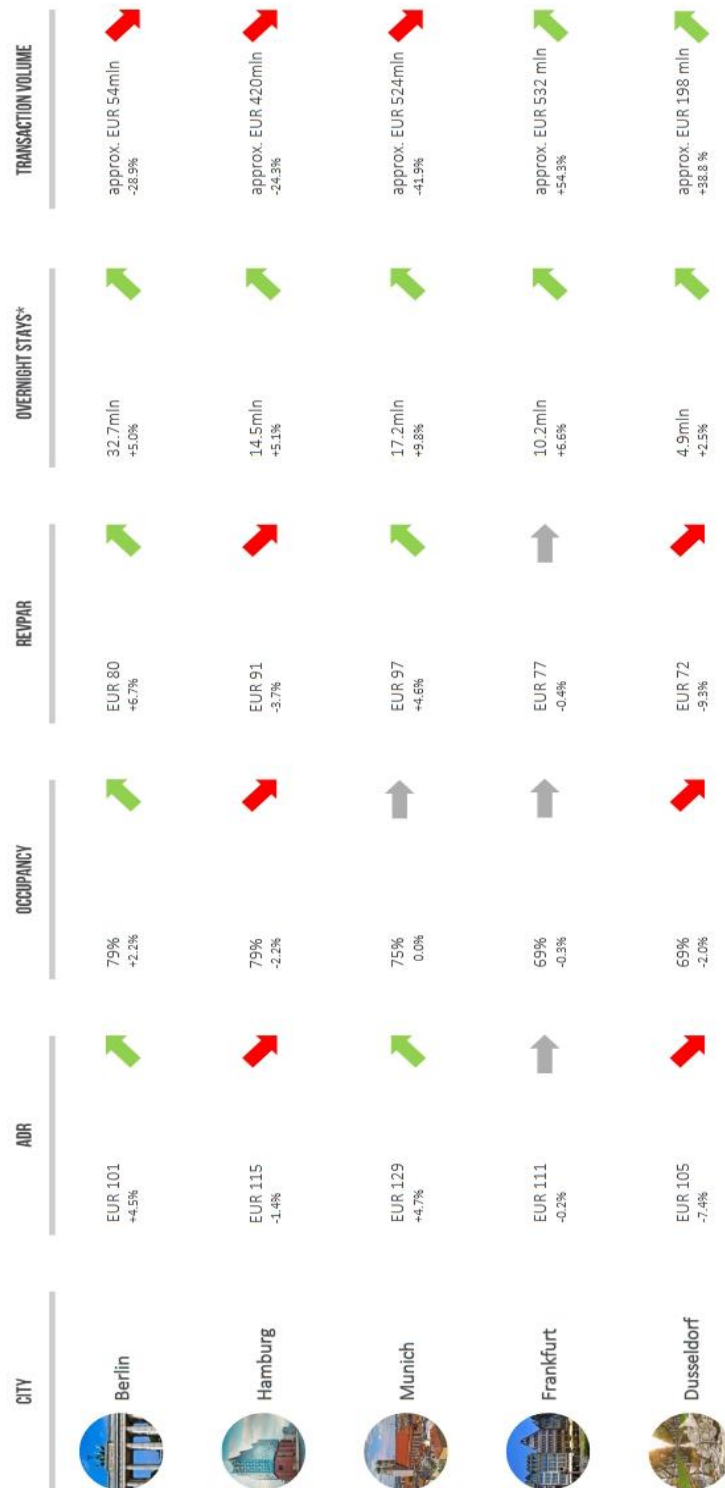 CITY
ADR
OCCUPANCY
REVPAR
OVERNIGHT STAYS*
TRANSACTION VOLUME
Berlin
EUR 101
+4.5%
79%
+2.2%
EUR 80
+6.7%
32.7mln
+5.0%
approx. EUR 54mln
-28.9%
Hamburg
EUR 115
-1.4%
79%
-2.2%
EUR 91
-3.7%
14.5mln
+5.1%
approx. EUR 420mln
-24.3%
Munich
EUR 129
+4.7%
75%
0.0%
EUR 97
+4.6%
17.2mln
+9.8%
approx. EUR 524mln
-41.9%
Frankfurt
EUR 111
-0.2%
69%
-0.3%
EUR 77
-0.4%
10.2mln
+6.6%
approx. EUR 532 mln
+54.3%
Dusseldorf
EUR 105
-7.4%
69%
-2.0%
EUR 72
-9.3%
4.9mln
+2.5%
approx. EUR 198 mln
+38.8 %